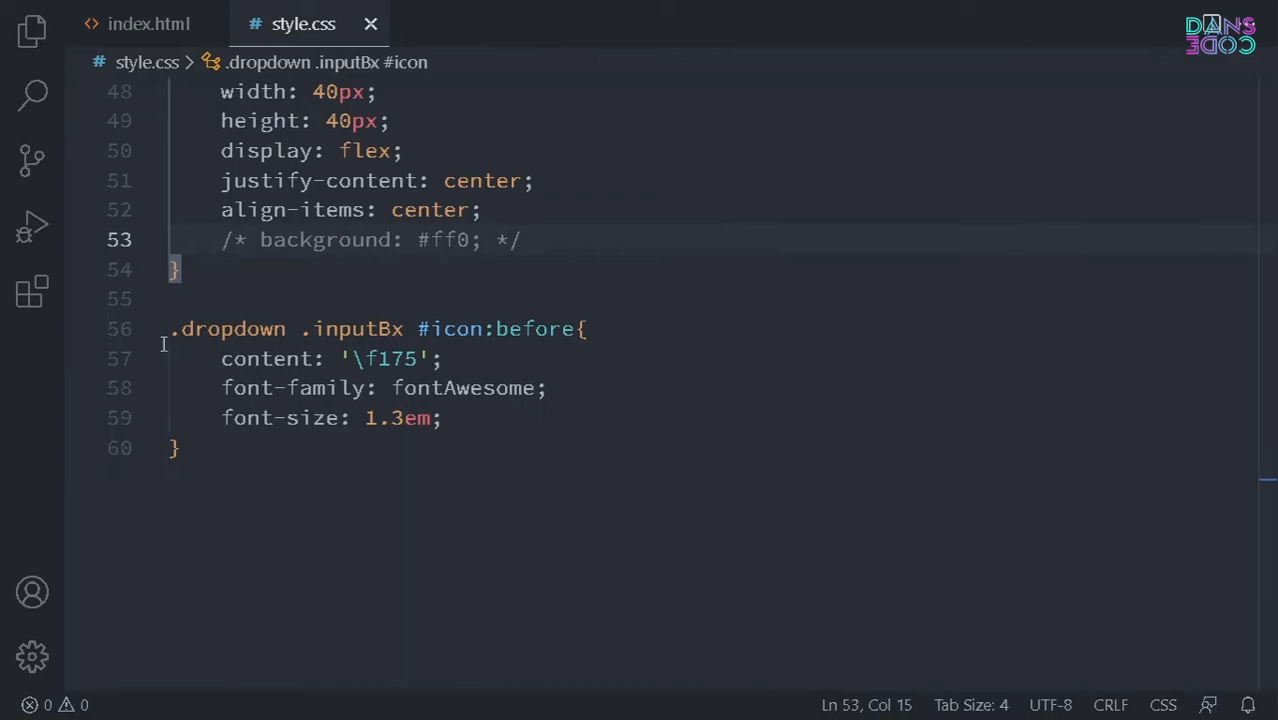 index.html
style.css
DANS
CODE
style.css > .dropdown .inputBx #icon
48 width: 40px;
49 height: 40px;
50 display: flex;
51 justify-content: center;
52 align-items: center;
53 /* background: #ff0; */
54 }
55
56 .dropdown .inputBx #icon:before{
57 content: '\f175';
58 font-family: fontAwesome;
59 font-size: 1.3em;
60 }
0 0 Ln 53, Col 15 Tab Size: 4 UTF-8 CRLF CSS